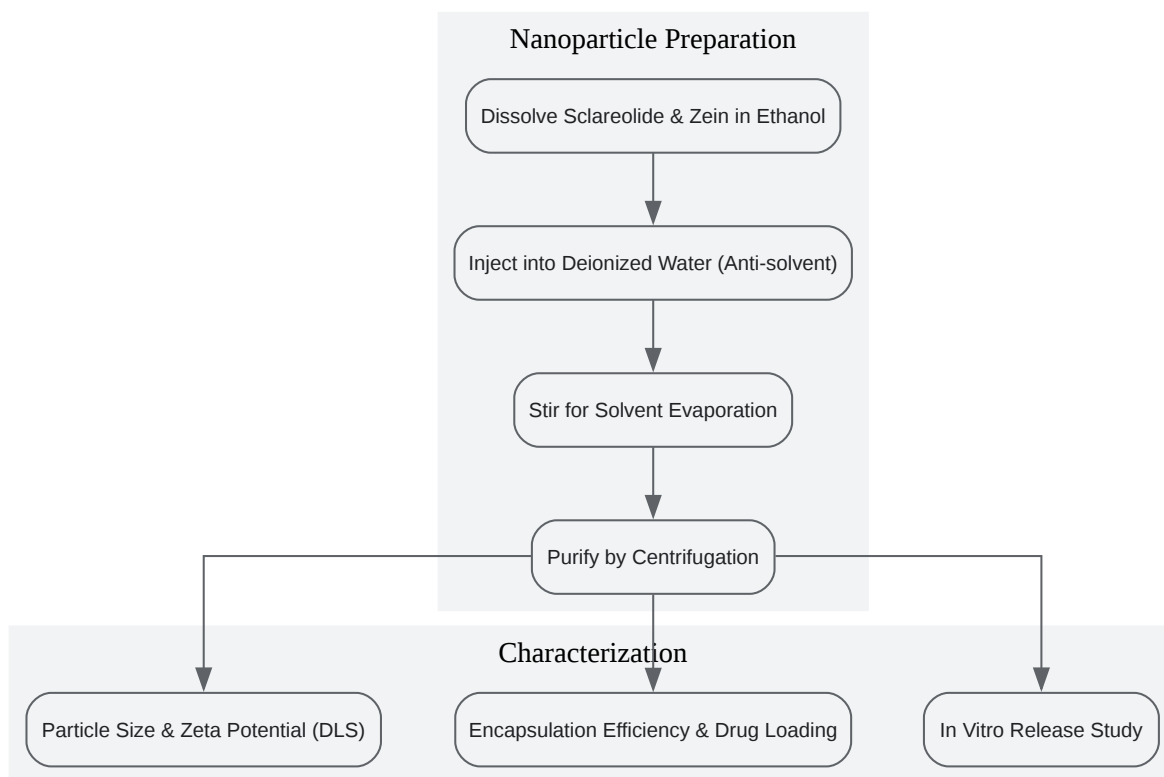 Nanoparticle Preparation
Dissolve Sclareolide & Zein in Ethanol
Inject into Deionized Water (Anti-solvent)
Stir for Solvent Evaporation
Purify by Centrifugation
Characterization
Particle Size & Zeta Potential (DLS)
Encapsulation Efficiency & Drug Loading
In Vitro Release Study